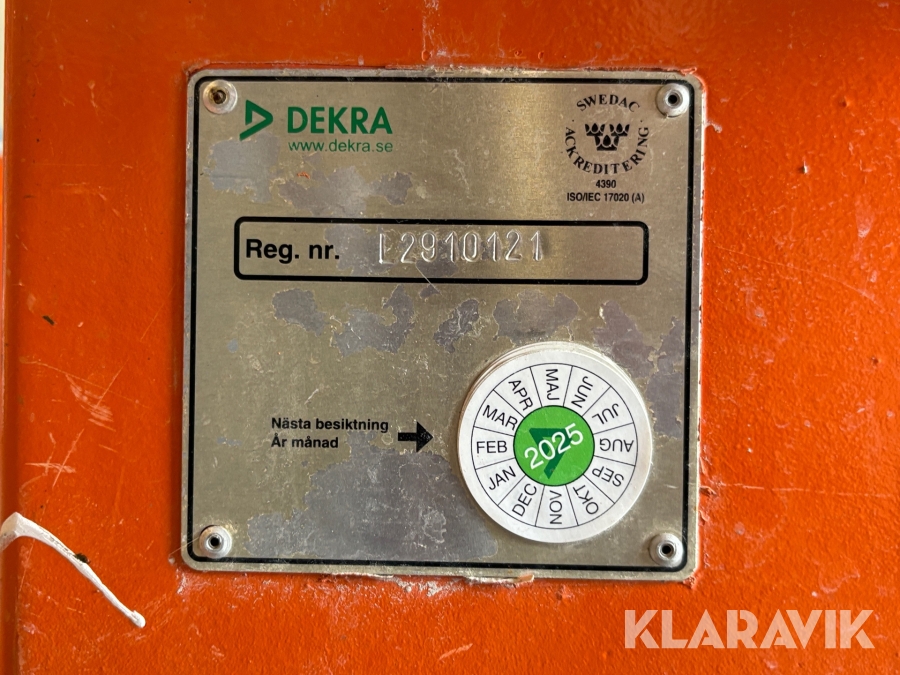 DEKRA
www.dekra.se
SWEDAC
ACKREDITERING
4390
ISO/IEC 17020 (A)
Reg. nr. L2910121
Nästa besiktning
År månad
JAN
FEB
MAR
APR
MAJ
JUN
JUL
AUG
SEP
OKT
NOV
DEC
2025
KLARAVIK